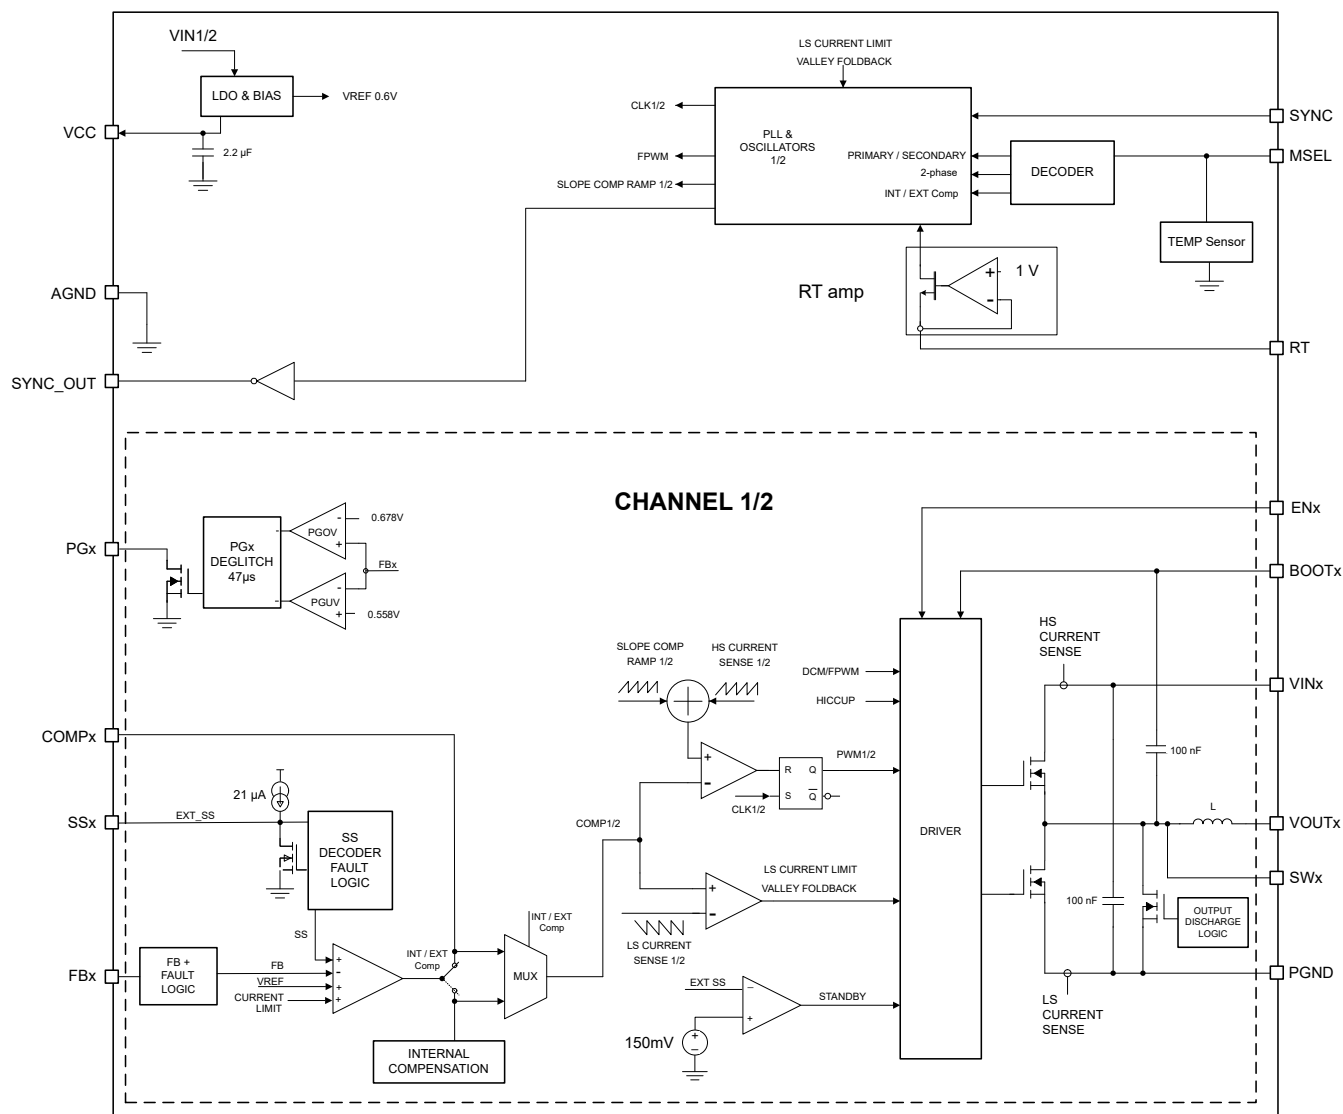 VIN1/2
LDO & BIAS
VREF 0.6V
VCC
2.2 µF
AGND
SYNC_OUT
LS CURRENT LIMIT
VALLEY FOLDBACK
CLK1/2
FPWM
SLOPE COMP RAMP 1/2
PLL &
OSCILLATORS
1/2
PRIMARY / SECONDARY
2-phase
INT / EXT Comp
DECODER
SYNC
MSEL
TEMP Sensor
RT amp
+
-
1 V
RT
CHANNEL 1/2
PGx
PGx
DEGLITCH
47µs
-
-
PGOV
-
+
0.678V
FBx
PGUV
-
+
0.558V
COMPx
21 µA
SSx
EXT_SS
SS
DECODER
FAULT
LOGIC
SS
FBx
FB +
FAULT
LOGIC
FB
VREF
CURRENT
LIMIT
+
-
+
+
INT / EXT
Comp
INTERNAL
COMPENSATION
INT / EXT
Comp
MUX
COMP1/2
SLOPE COMP
RAMP 1/2
HS CURRENT
SENSE 1/2
+
-
R
Q
S
Q
CLK1/2
PWM1/2
DCM/FPWM
HICCUP
+
-
LS CURRENT
SENSE 1/2
LS CURRENT LIMIT
VALLEY FOLDBACK
EXT SS
–
+
STANDBY
150mV
+
–
DRIVER
ENx
BOOTx
HS
CURRENT
SENSE
VINx
100 nF
L
VOUTx
SWx
100 nF
OUTPUT
DISCHARGE
LOGIC
PGND
LS
CURRENT
SENSE